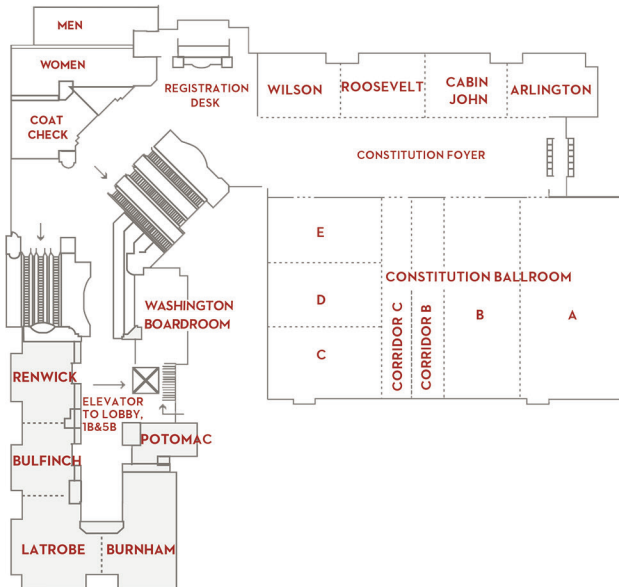 MEN
WOMEN
COAT
CHECK
REGISTRATION
DESK
WILSON
ROOSEVELT
CABIN
JOHN
ARLINGTON
CONSTITUTION FOYER
E
D
C
CONSTITUTION BALLROOM
CORRIDOR C
CORRIDOR B
B
A
WASHINGTON
BOARDROOM
RENWICK
ELEVATOR
TO LOBBY,
1B&5B
POTOMAC
BULFINCH
LATROBE
BURNHAM